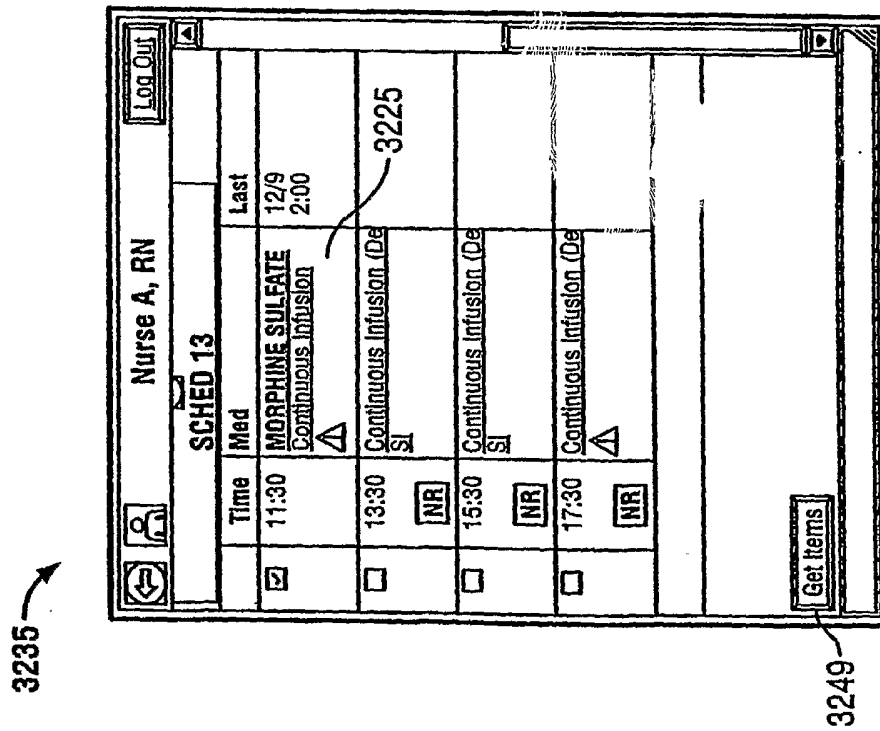 3235
Nurse A, RN
Log Out
SCHED 13
Time Med Last
11:30 MORPHINE SULFATE 12/9
Continuous Infusion 2:00
3225
13:30 Continuous Infusion (De
NR SI
15:30 Continuous Infusion (De
NR SI
17:30 Continuous Infusion (De
NR
Get Items
3249